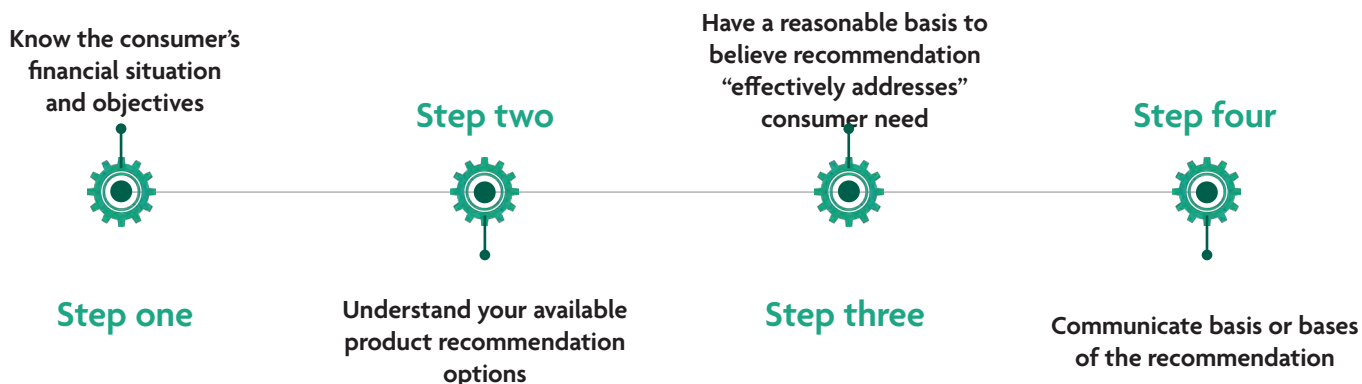 Know the consumer’s
financial situation
and objectives
Step one
Step two
Understand your available
product recommendation
options
Have a reasonable basis to
believe recommendation
“effectively addresses”
consumer need
Step three
Step four
Communicate basis or bases
of the recommendation